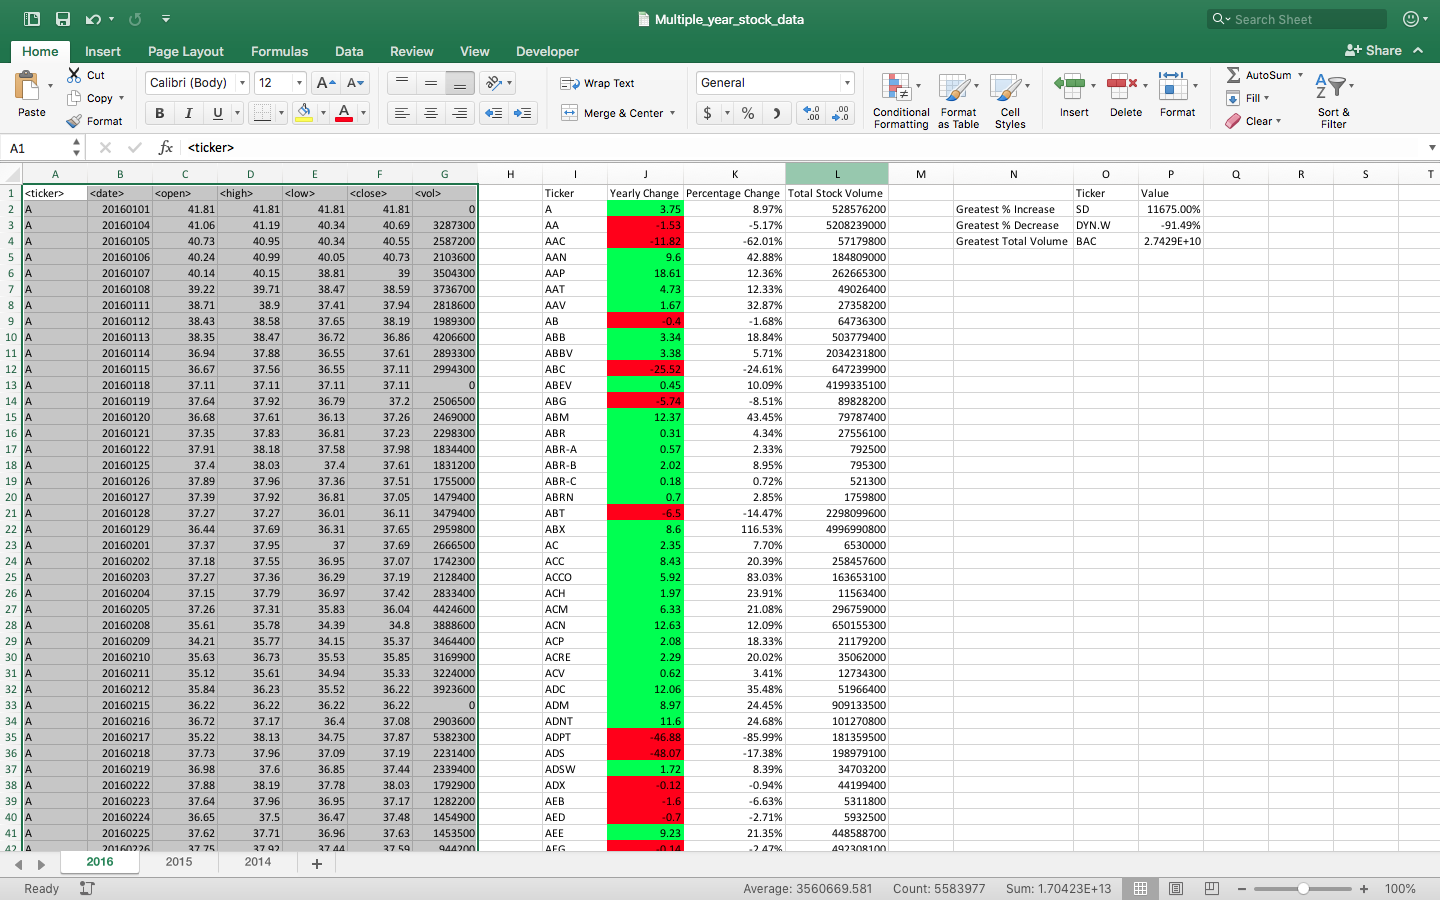 Multiple_year_stock_data
Search Sheet
Home Insert Page Layout Formulas Data Review View Developer Share
Paste Cut Copy Format
Calibri (Body) 12
B I U A
Wrap Text
Merge & Center
General
$ % )
Conditional Formatting
Format as Table
Cell Styles
Insert Delete Format
AutoSum
Fill
Clear
Sort & Filter
A1 fx <ticker>
A B C D E F G H I J K L M N O P Q R S T
1 <ticker> <date> <open> <high> <low> <close> <vol> Ticker Yearly Change Percentage Change Total Stock Volume Ticker Value
2 A 20160101 41.81 41.81 41.81 41.81 0 A 3.75 8.97% 528576200 Greatest % Increase SD 11675.00%
3 A 20160104 41.06 41.19 40.34 40.69 3287300 AA -1.53 -5.17% 5208239000 Greatest % Decrease DYN.W -91.49%
4 A 20160105 40.73 40.95 40.34 40.55 2587200 AAC -11.82 -62.01% 57179800 Greatest Total Volume BAC 2.7429E+10
5 A 20160106 40.24 40.99 40.05 40.73 2103600 AAN 9.6 42.88% 184809000
6 A 20160107 40.14 40.15 38.81 39 3504300 AAP 18.61 12.36% 262665300
7 A 20160108 39.22 39.71 38.47 38.59 3736700 AAT 4.73 12.33% 49026400
8 A 20160111 38.71 38.9 37.41 37.94 2818600 AAV 1.67 32.87% 27358200
9 A 20160112 38.43 38.58 37.65 38.19 1989300 AB -0.4 -1.68% 64736300
10 A 20160113 38.35 38.47 36.72 36.86 4206600 ABB 3.34 18.84% 503779400
11 A 20160114 36.94 37.88 36.55 37.61 2893300 ABBV 3.38 5.71% 2034231800
12 A 20160115 36.67 37.56 36.55 37.11 2994300 ABC -25.52 -24.61% 647239900
13 A 20160118 37.11 37.11 37.11 37.11 0 ABEV 0.45 10.09% 4199335100
14 A 20160119 37.64 37.92 36.79 37.2 2506500 ABG -5.74 -8.51% 89828200
15 A 20160120 36.68 37.61 36.13 37.26 2469000 ABM 12.37 43.45% 79787400
16 A 20160121 37.35 37.83 36.81 37.23 2298300 ABR 0.31 4.34% 27556100
17 A 20160122 37.91 38.18 37.58 37.98 1834400 ABR-A 0.57 2.33% 792500
18 A 20160125 37.4 38.03 37.4 37.61 1831200 ABR-B 2.02 8.95% 795300
19 A 20160126 37.89 37.96 37.36 37.51 1755000 ABR-C 0.18 0.72% 521300
20 A 20160127 37.39 37.92 36.81 37.05 1479400 ABRN 0.7 2.85% 1759800
21 A 20160128 37.27 37.27 36.01 36.11 3479400 ABT -6.5 -14.47% 2298099600
22 A 20160129 36.44 37.69 36.31 37.65 2959800 ABX 8.6 116.53% 4996990800
23 A 20160201 37.37 37.95 37 37.69 2666500 AC 2.35 7.70% 6530000
24 A 20160202 37.18 37.55 36.95 37.07 1742300 ACC 8.43 20.39% 258457600
25 A 20160203 37.27 37.36 36.29 37.19 2128400 ACCO 5.92 83.03% 163653100
26 A 20160204 37.15 37.79 36.97 37.42 2833400 ACH 1.97 23.91% 11563400
27 A 20160205 37.26 37.31 35.83 36.04 4424600 ACM 6.33 21.08% 296759000
28 A 20160208 35.61 35.78 34.39 34.8 3888600 ACN 12.63 12.09% 650155300
29 A 20160209 34.21 35.77 34.15 35.37 3464400 ACP 2.08 18.33% 21179200
30 A 20160210 35.63 36.73 35.53 35.85 3169900 ACRE 2.29 20.02% 35062000
31 A 20160211 35.12 35.61 34.94 35.33 3224000 ACV 0.62 3.41% 12734300
32 A 20160212 35.84 36.23 35.52 36.22 3923600 ADC 12.06 35.48% 51966400
33 A 20160215 36.22 36.22 36.22 36.22 0 ADM 8.97 24.45% 909133500
34 A 20160216 36.72 37.17 36.4 37.08 2903600 ADNT 11.6 24.68% 101270800
35 A 20160217 35.22 38.13 34.75 37.87 5382300 ADPT -46.88 -85.99% 181359500
36 A 20160218 37.73 37.96 37.09 37.19 2231400 ADS -48.07 -17.38% 198979100
37 A 20160219 36.98 37.6 36.85 37.44 2339400 ADSW 1.72 8.39% 34703200
38 A 20160222 37.88 38.19 37.78 38.03 1792900 ADX -0.12 -0.94% 44199400
39 A 20160223 37.64 37.96 36.95 37.17 1282200 AEB -1.6 -6.63% 5311800
40 A 20160224 36.65 37.5 36.47 37.48 1454900 AED -0.7 -2.71% 5932500
41 A 20160225 37.62 37.71 36.96 37.63 1453500 AEE 9.23 21.35% 448588700
42 A 20160226 37.75 37.92 37.44 37.59 944200 AEG -0.14 -2.47% 492308100
2016 2015 2014 +
Ready Average: 3560669.581 Count: 5583977 Sum: 1.70423E+13 100%